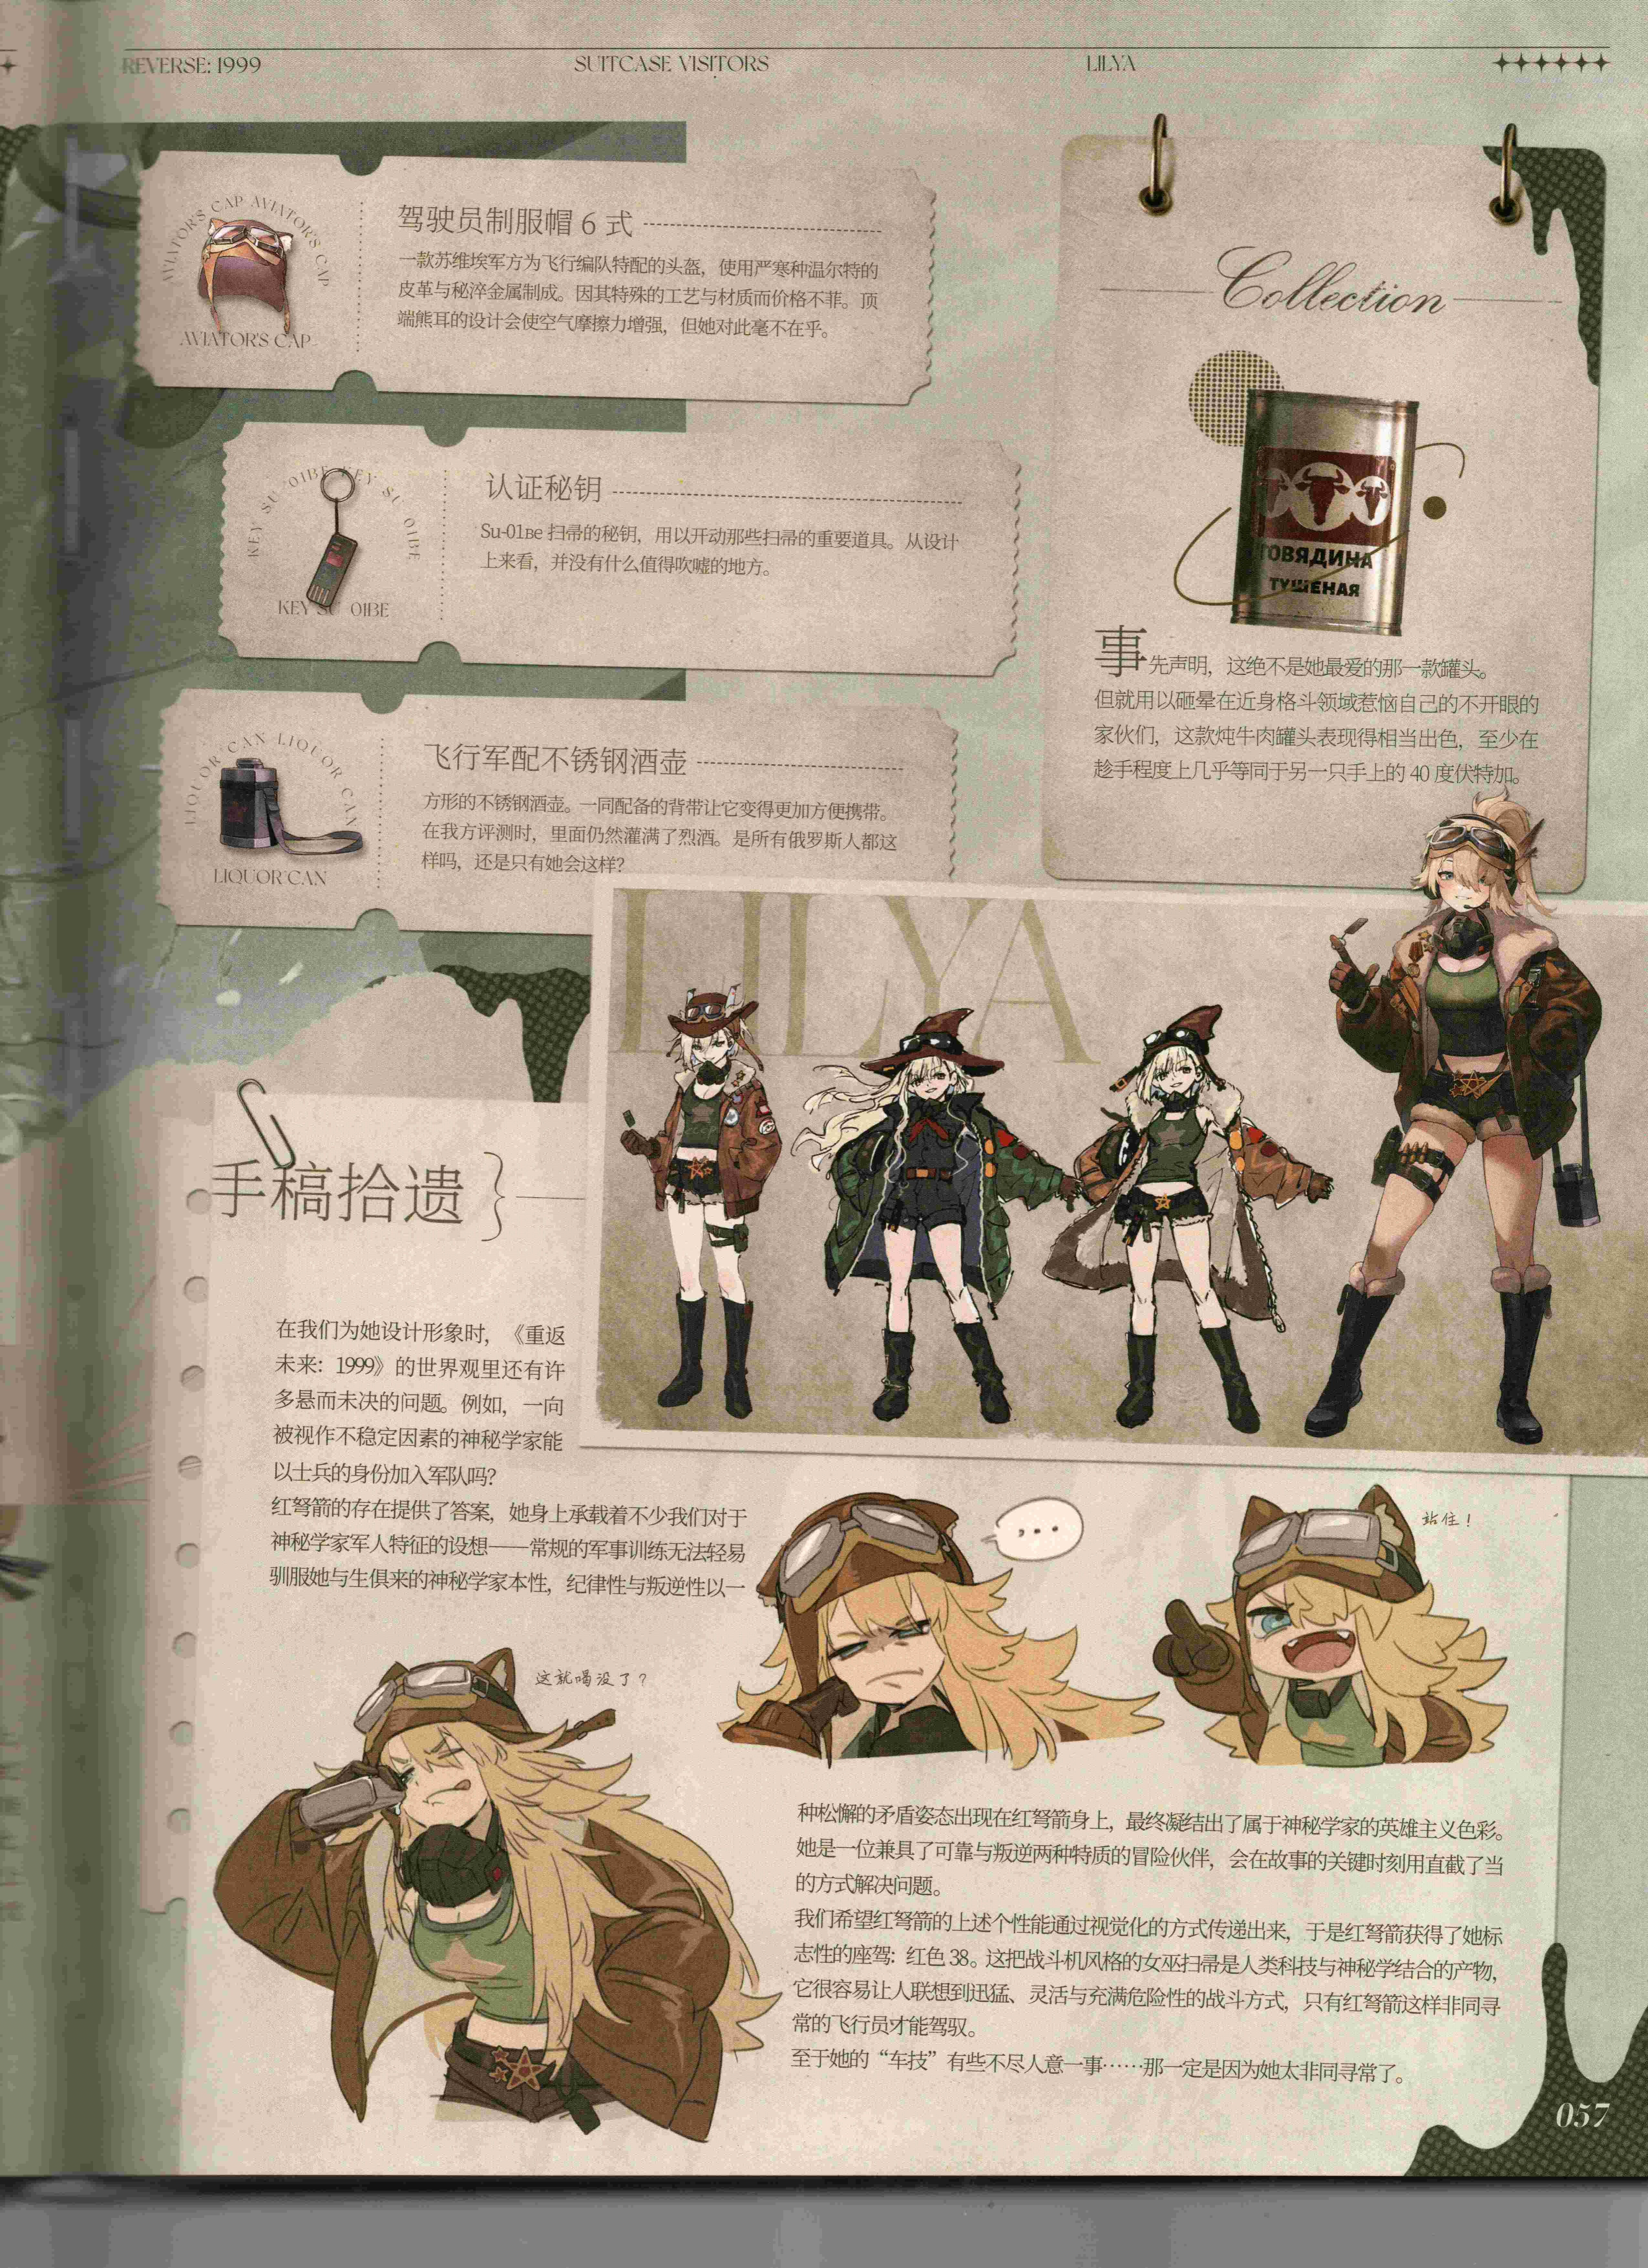 REVERSE: 1999
SUITCASE VISITORS
LILYA
AVIATOR'S CAP AVIATOR'S CAP
AVIATOR'S CAP
驾驶员制服帽 6 式
一款苏维埃军方为飞行编队特配的头盔，使用严寒种温尔特的
皮革与秘淬金属制成。因其特殊的工艺与材质而价格不菲。顶
端熊耳的设计会使空气摩擦力增强，但她对此毫不在乎。
KEY SU 01BE KEY SU 01BE
KEY SU 01BE
认证秘钥
Su-01ве 扫帚的秘钥，用以开动那些扫帚的重要道具。从设计
上来看，并没有什么值得吹嘘的地方。
LIQUOR CAN LIQUOR CAN
LIQUOR CAN
飞行军配不锈钢酒壶
方形的不锈钢酒壶。一同配备的背带让它变得更加方便携带。
在我方评测时，里面仍然灌满了烈酒。是所有俄罗斯人都这
样吗，还是只有她会这样？
Collection
ГОВЯДИНА
ТУШЕНАЯ
事先声明，这绝不是她最爱的那一款罐头。
但就用以砸晕在近身格斗领域惹恼自己的不开眼的
家伙们，这款炖牛肉罐头表现得相当出色，至少在
趁手程度上几乎等同于另一只手上的 40 度伏特加。
LILYA
手稿拾遗
在我们为她设计形象时，《重返
未来：1999》的世界观里还有许
多悬而未决的问题。例如，一向
被视作不稳定因素的神秘学家能
以士兵的身份加入军队吗？
红弩箭的存在提供了答案，她身上承载着不少我们对于
神秘学家军人特征的设想——常规的军事训练无法轻易
驯服她与生俱来的神秘学家本性，纪律性与叛逆性以一
...
站住！
这就喝没了？
种松懈的矛盾姿态出现在红弩箭身上，最终凝结出了属于神秘学家的英雄主义色彩。
她是一位兼具了可靠与叛逆两种特质的冒险伙伴，会在故事的关键时刻用直截了当
的方式解决问题。
我们希望红弩箭的上述个性能通过视觉化的方式传递出来，于是红弩箭获得了她标
志性的座驾：红色 38。这把战斗机风格的女巫扫帚是人类科技与神秘学结合的产物，
它很容易让人联想到迅猛、灵活与充满危险性的战斗方式，只有红弩箭这样非同寻
常的飞行员才能驾驭。
至于她的“车技”有些不尽人意一事……那一定是因为她太非同寻常了。
057